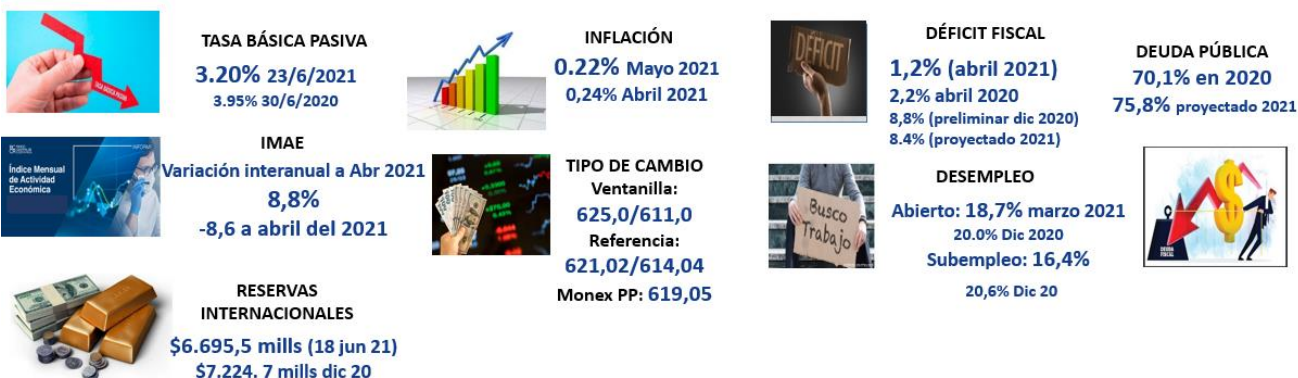 TASA BÁSICA PASIVA
3.20% 23/6/2021
3.95% 30/6/2020
TASA BÁSICA PASIVA
INFLACIÓN
0.22% Mayo 2021
0,24% Abril 2021
DÉFICIT
DÉFICIT FISCAL
1,2% (abril 2021)
2,2% abril 2020
8,8% (preliminar dic 2020)
8.4% (proyectado 2021)
DEUDA PÚBLICA
70,1% en 2020
75,8% proyectado 2021
Índice Mensual
de Actividad
Económica
IMAE
Variación interanual a Abr 2021
8,8%
-8,6 a abril del 2021
TIPO DE CAMBIO
Ventanilla:
625,0/611,0
Referencia:
621,02/614,04
Monex PP: 619,05
Busco
Trabajo
DESEMPLEO
Abierto: 18,7% marzo 2021
20.0% Dic 2020
Subempleo: 16,4%
20,6% Dic 20
DEUDA
FISCAL
RESERVAS
INTERNACIONALES
$6.695,5 mills (18 jun 21)
$7.224. 7 mills dic 20